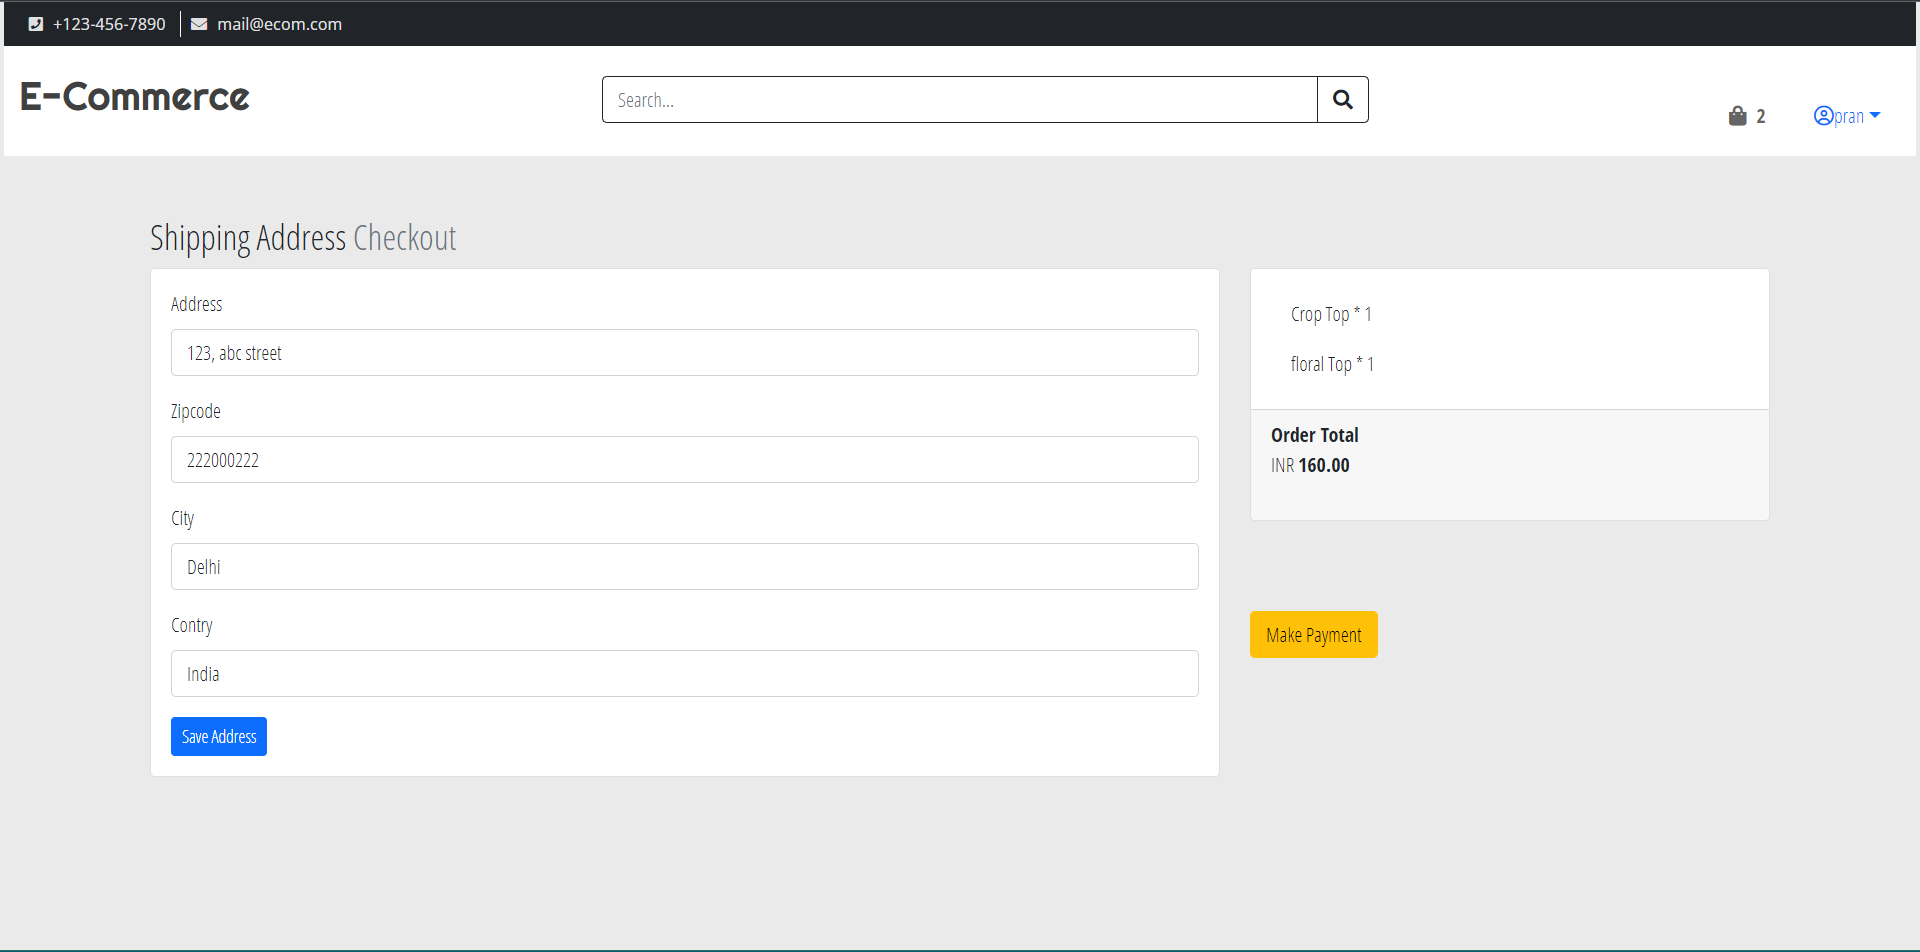 +123-456-7890 mail@ecom.com
E-Commerce
Search...
2
pran
Shipping Address Checkout
Address
123, abc street
Zipcode
222000222
City
Delhi
Contry
India
Save Address
Crop Top * 1
floral Top * 1
Order Total
INR 160.00
Make Payment